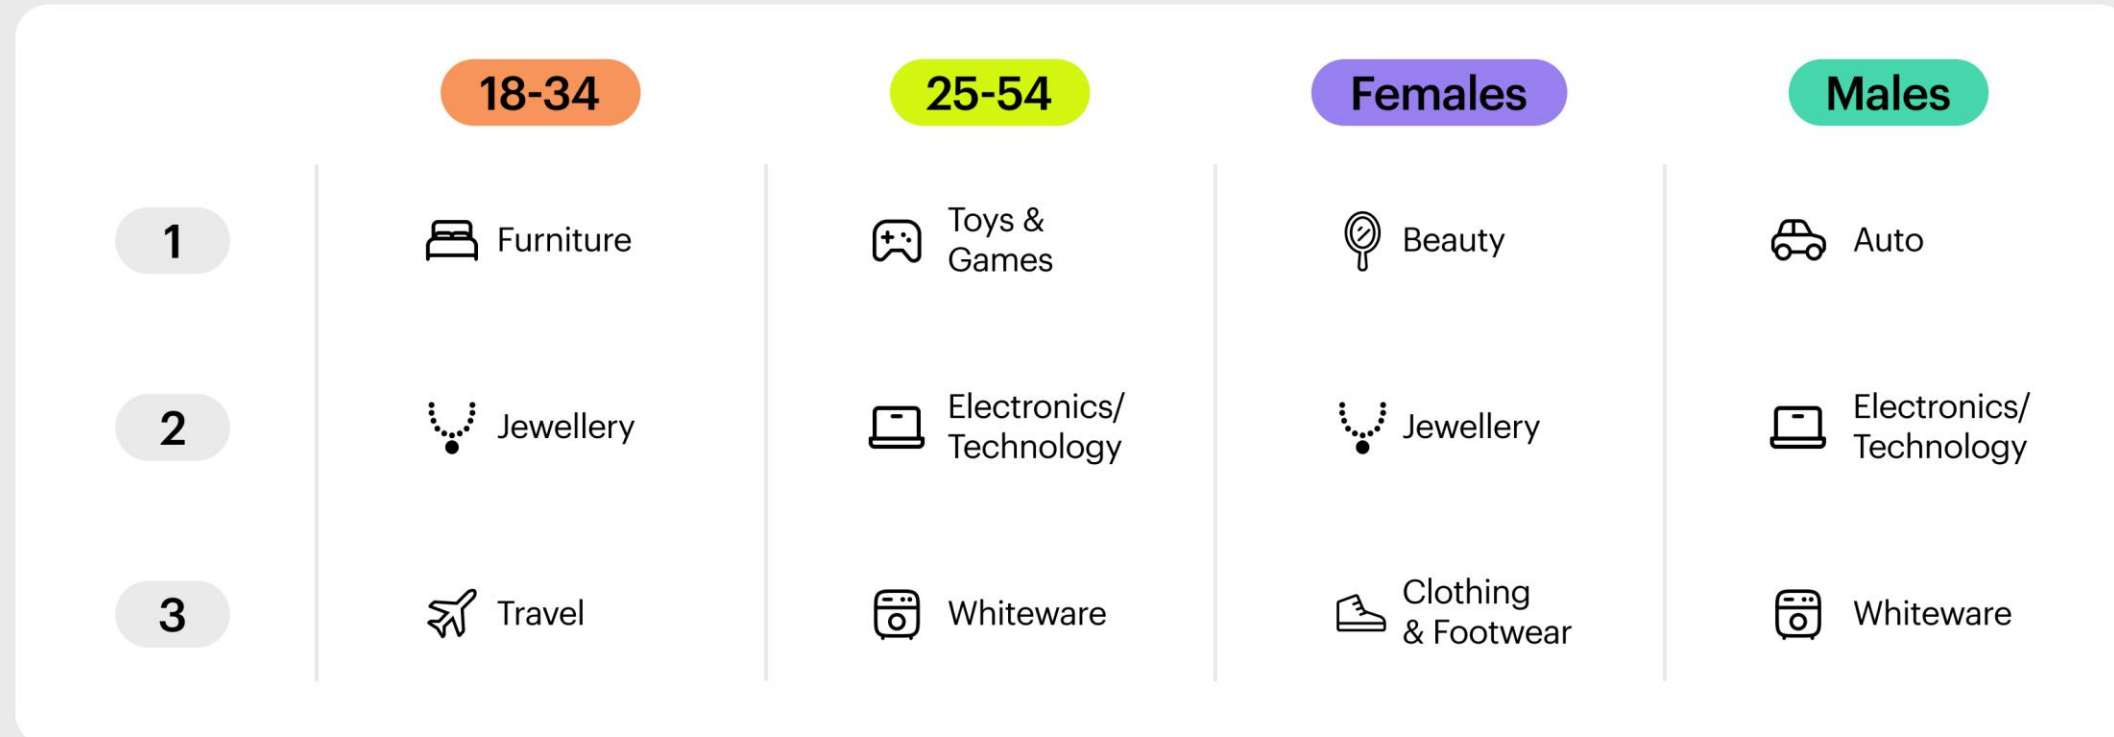 18-34
25-54
Females
Males
1
Furniture
Toys &
Games
Beauty
Auto
2
Jewellery
Electronics/
Technology
Jewellery
Electronics/
Technology
3
Travel
Whiteware
Clothing
& Footwear
Whiteware